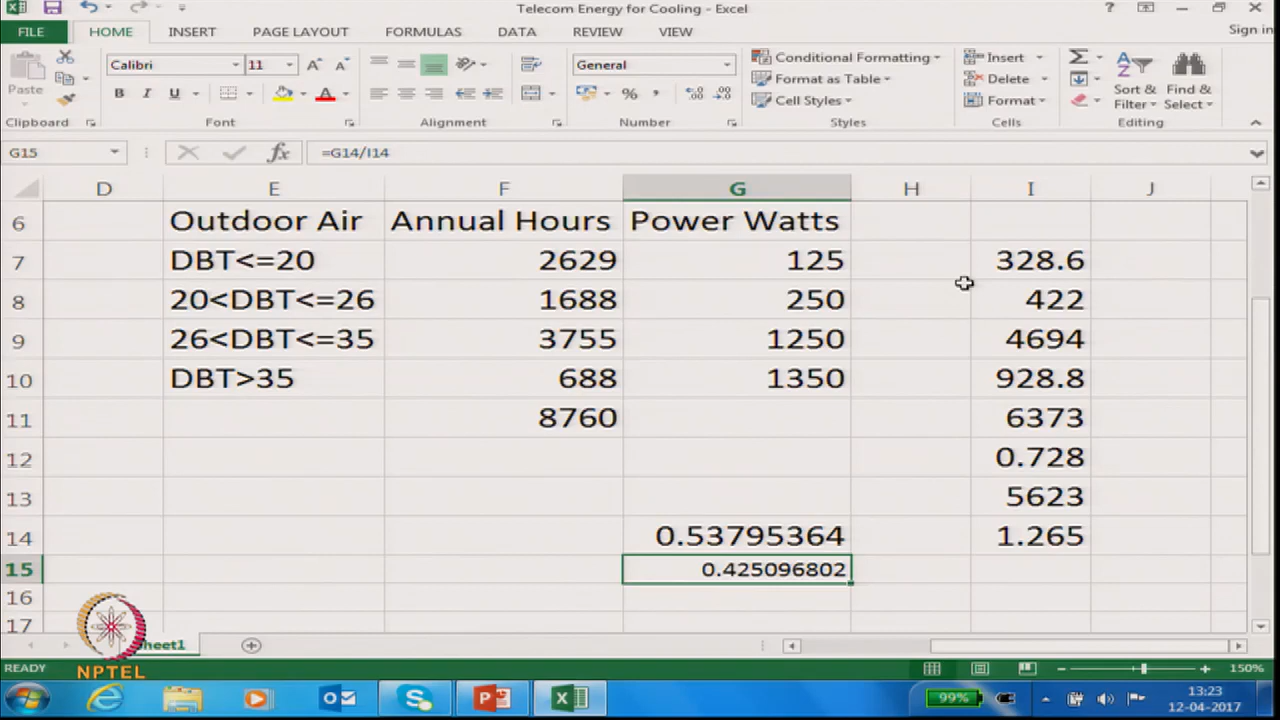 Telecom Energy for Cooling - Excel
?
FILE HOME INSERT PAGE LAYOUT FORMULAS DATA REVIEW VIEW Sign in
Paste
Calibri 11 A A
B I U A
General
% ,
Conditional Formatting
Format as Table
Cell Styles
Insert
Delete
Format
Sort & Filter
Find & Select
Clipboard Font Alignment Number Styles Cells Editing
G15 fx =G14/I14
D E F G H I J
6 Outdoor Air Annual Hours Power Watts
7 DBT<=20 2629 125 328.6
8 20<DBT<=26 1688 250 422
9 26<DBT<=35 3755 1250 4694
10 DBT>35 688 1350 928.8
11 8760 6373
12 0.728
13 5623
14 0.53795364 1.265
15 0.425096802
16
17
heet1
NPTEL
READY 150%
99% 13:23
12-04-2017